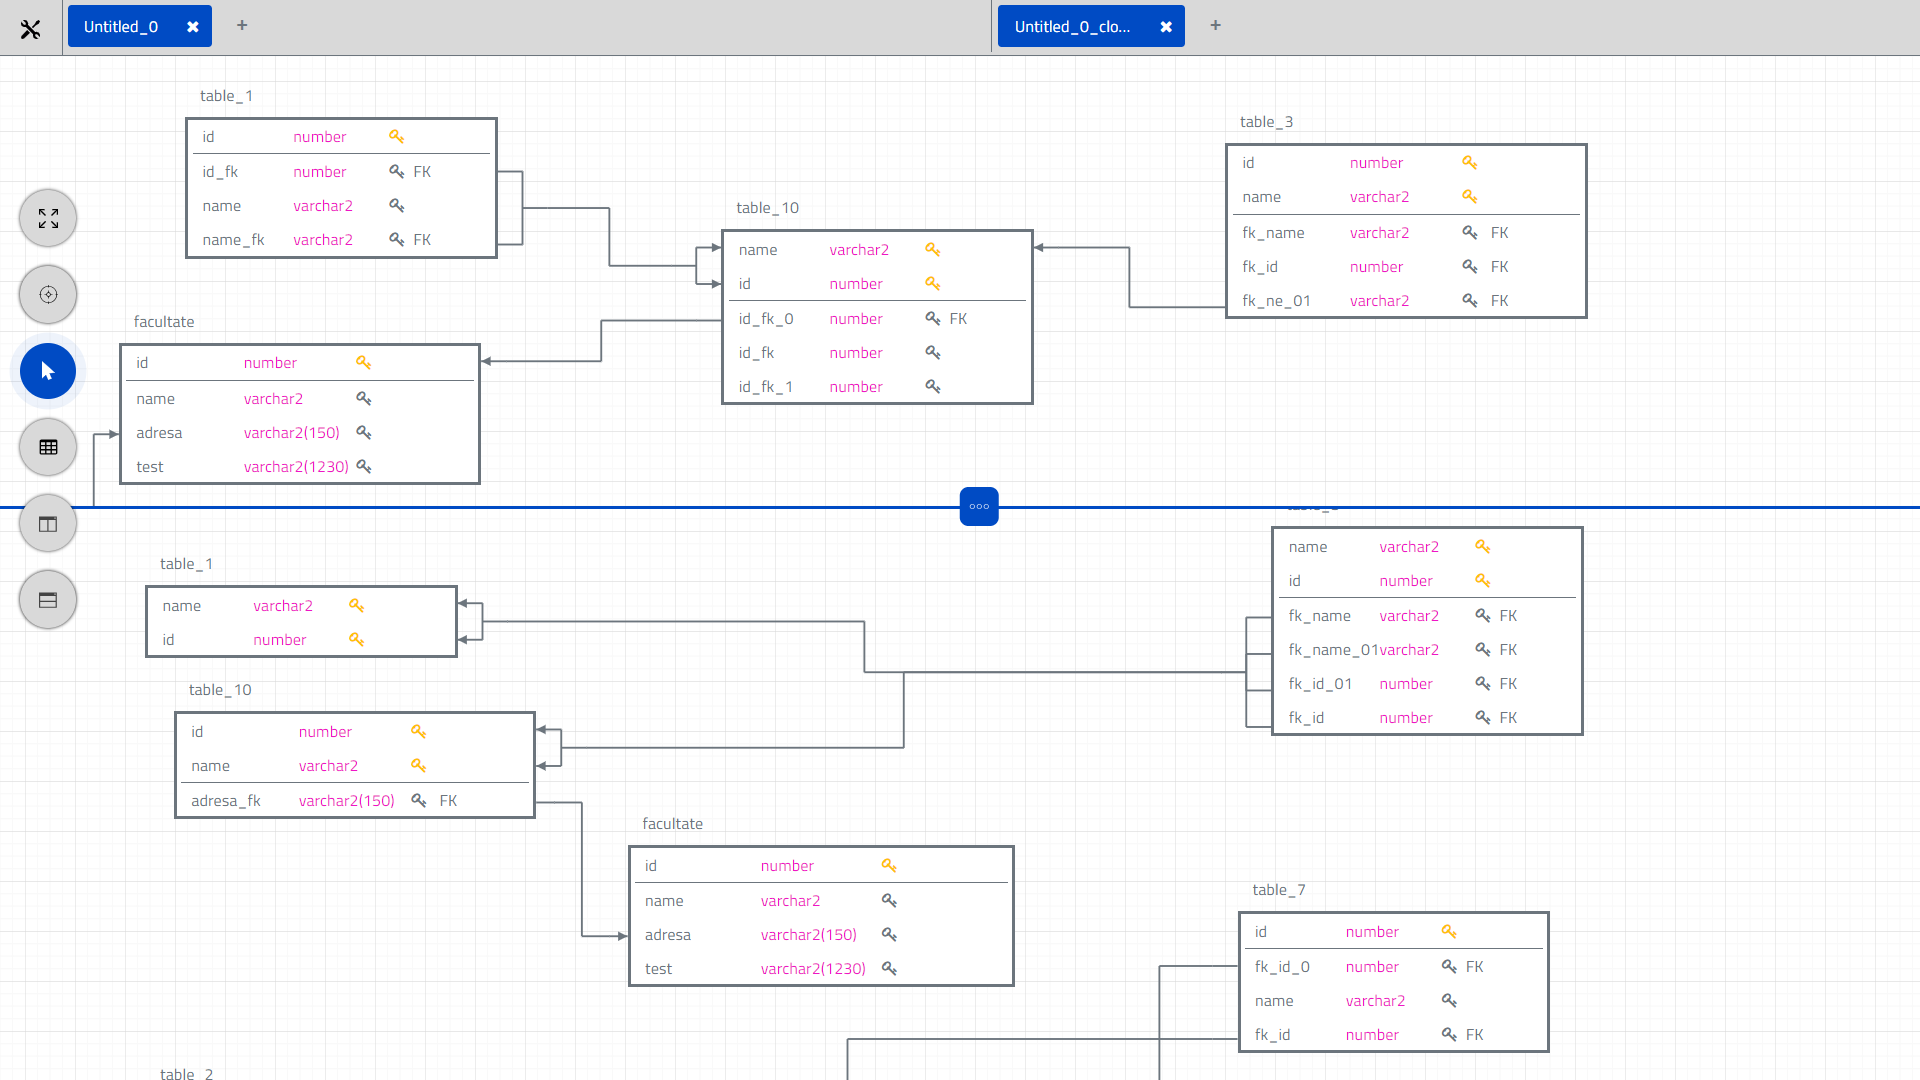 Untitled_0
Untitled_0_clo...
table_1
id number
id_fk number FK
name varchar2
name_fk varchar2 FK
table_3
id number
name varchar2
fk_name varchar2 FK
fk_id number FK
fk_ne_01 varchar2 FK
table_10
name varchar2
id number
id_fk_0 number FK
id_fk number
id_fk_1 number
facultate
id number
name varchar2
adresa varchar2(150)
test varchar2(1230)
name varchar2
id number
fk_name varchar2 FK
fk_name_01 varchar2 FK
fk_id_01 number FK
fk_id number FK
table_1
name varchar2
id number
table_10
id number
name varchar2
adresa_fk varchar2(150) FK
facultate
id number
name varchar2
adresa varchar2(150)
test varchar2(1230)
table_7
id number
fk_id_0 number FK
name varchar2
fk_id number FK
table_2